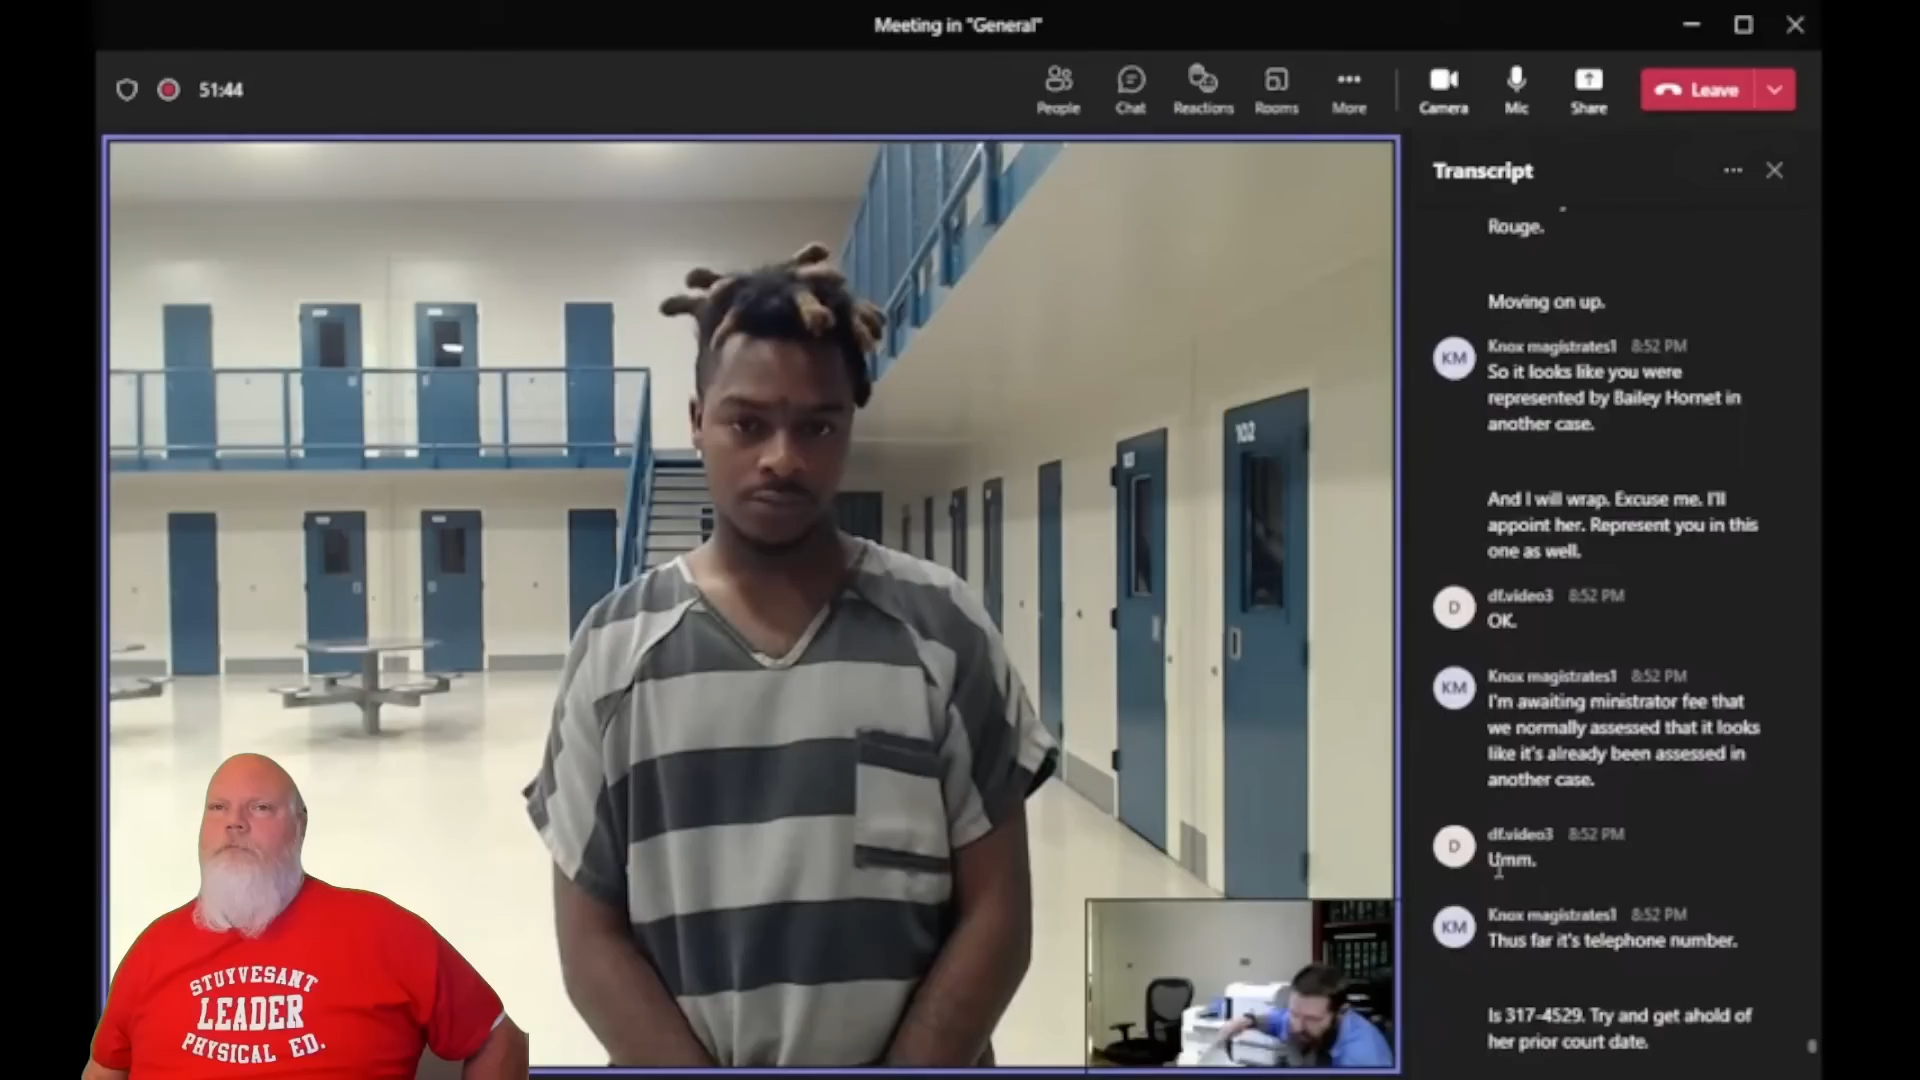 Meeting in "General"
51:44
People
Chat
Reactions
Rooms
More
Camera
Mic
Share
Leave
Transcript
Rouge.
Moving on up.
KM
Knox magistrates1 8:52 PM
So it looks like you were
represented by Bailey Hornet in
another case.
And I will wrap. Excuse me. I'll
appoint her. Represent you in this
one as well.
D
df.video3 8:52 PM
OK.
KM
Knox magistrates1 8:52 PM
I'm awaiting ministrator fee that
we normally assessed that it looks
like it's already been assessed in
another case.
D
df.video3 8:52 PM
Umm.
KM
Knox magistrates1 8:52 PM
Thus far it's telephone number.
Is 317-4529. Try and get ahold of
her prior court date.
102
STUYVESANT
LEADER
PHYSICAL ED.